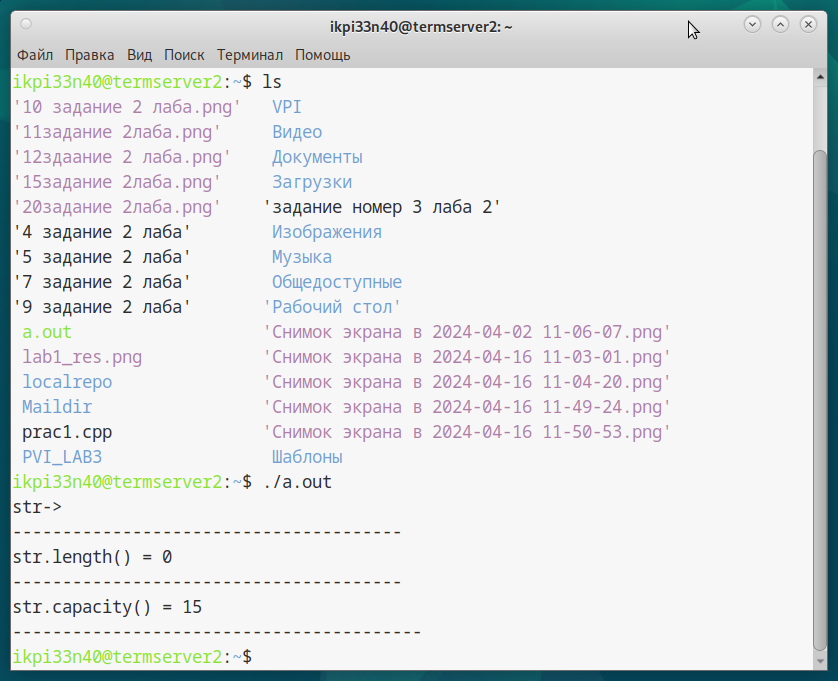 ikpi33n40@termserver2: ~
Файл Правка Вид Поиск Терминал Помощь
ikpi33n40@termserver2:~$ ls
'10 задание 2 лаба.png' VPI
'11задание 2лаба.png' Видео
'12здаание 2 лаба.png' Документы
'15задание 2лаба.png' Загрузки
'20задание 2лаба.png' 'задание номер 3 лаба 2'
'4 задание 2 лаба' Изображения
'5 задание 2 лаба' Музыка
'7 задание 2 лаба' Общедоступные
'9 задание 2 лаба' 'Рабочий стол'
a.out 'Снимок экрана в 2024-04-02 11-06-07.png'
lab1_res.png 'Снимок экрана в 2024-04-16 11-03-01.png'
localrepo 'Снимок экрана в 2024-04-16 11-04-20.png'
Maildir 'Снимок экрана в 2024-04-16 11-49-24.png'
prac1.cpp 'Снимок экрана в 2024-04-16 11-50-53.png'
PVI_LAB3 Шаблоны
ikpi33n40@termserver2:~$ ./a.out
str->
---------------------------------------
str.length() = 0
---------------------------------------
str.capacity() = 15
-----------------------------------------
ikpi33n40@termserver2:~$